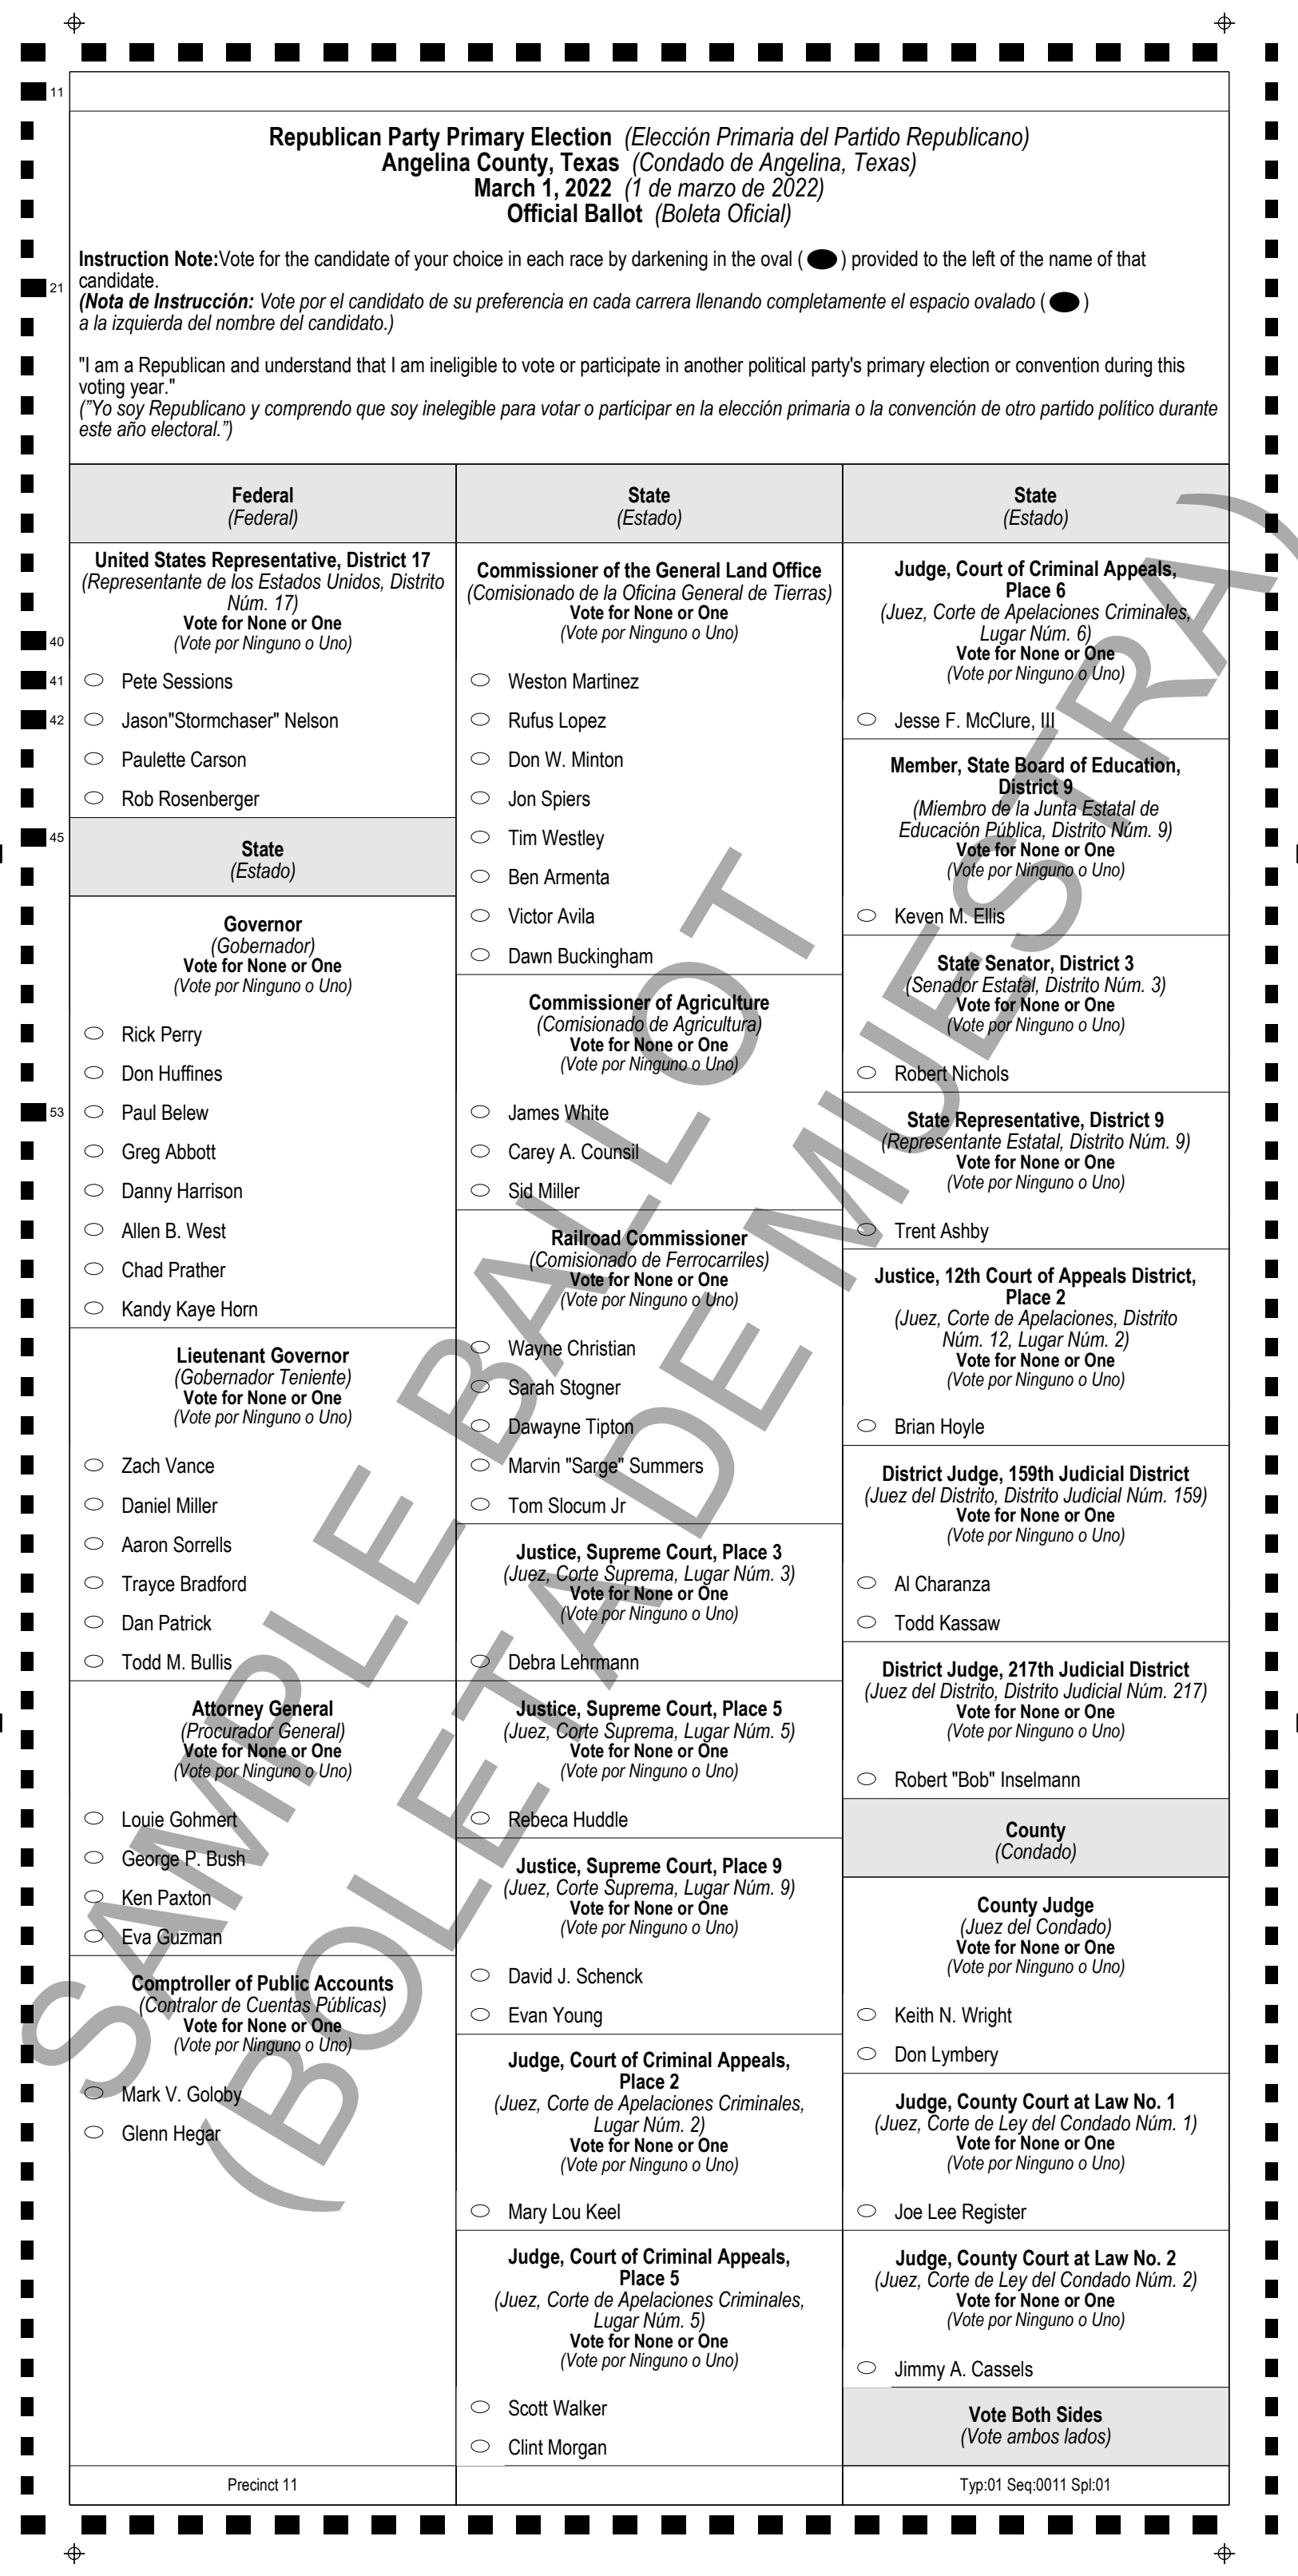 11
Republican Party Primary Election (Elección Primaria del Partido Republicano)
Angelina County, Texas (Condado de Angelina, Texas)
March 1, 2022 (1 de marzo de 2022)
Official Ballot (Boleta Oficial)
Instruction Note:Vote for the candidate of your choice in each race by darkening in the oval ( ) provided to the left of the name of that
candidate.
21
(Nota de Instrucción: Vote por el candidato de su preferencia en cada carrera llenando completamente el espacio ovalado ( )
a la izquierda del nombre del candidato.)
"I am a Republican and understand that I am ineligible to vote or participate in another political party's primary election or convention during this
voting year."
("Yo soy Republicano y comprendo que soy inelegible para votar o participar en la elección primaria o la convención de otro partido político durante
este año electoral.")
Federal
(Federal)
United States Representative, District 17
(Representante de los Estados Unidos, Distrito
Núm. 17)
Vote for None or One
(Vote por Ninguno o Uno)
40
41
Pete Sessions
42
Jason"Stormchaser" Nelson
Paulette Carson
Rob Rosenberger
45
State
(Estado)
Governor
(Gobernador)
Vote for None or One
(Vote por Ninguno o Uno)
Rick Perry
Don Huffines
53
Paul Belew
Greg Abbott
Danny Harrison
Allen B. West
Chad Prather
Kandy Kaye Horn
Lieutenant Governor
(Gobernador Teniente)
Vote for None or One
(Vote por Ninguno o Uno)
Zach Vance
Daniel Miller
Aaron Sorrells
Trayce Bradford
Dan Patrick
Todd M. Bullis
Attorney General
(Procurador General)
Vote for None or One
(Vote por Ninguno o Uno)
Louie Gohmert
George P. Bush
Ken Paxton
Eva Guzman
Comptroller of Public Accounts
(Contralor de Cuentas Públicas)
Vote for None or One
(Vote por Ninguno o Uno)
Mark V. Goloby
Glenn Hegar
Precinct 11
State
(Estado)
Commissioner of the General Land Office
(Comisionado de la Oficina General de Tierras)
Vote for None or One
(Vote por Ninguno o Uno)
Weston Martinez
Rufus Lopez
Don W. Minton
Jon Spiers
Tim Westley
Ben Armenta
Victor Avila
Dawn Buckingham
Commissioner of Agriculture
(Comisionado de Agricultura)
Vote for None or One
(Vote por Ninguno o Uno)
James White
Carey A. Counsil
Sid Miller
Railroad Commissioner
(Comisionado de Ferrocarriles)
Vote for None or One
(Vote por Ninguno o Uno)
Wayne Christian
Sarah Stogner
Dawayne Tipton
Marvin "Sarge" Summers
Tom Slocum Jr
Justice, Supreme Court, Place 3
(Juez, Corte Suprema, Lugar Núm. 3)
Vote for None or One
(Vote por Ninguno o Uno)
Debra Lehrmann
Justice, Supreme Court, Place 5
(Juez, Corte Suprema, Lugar Núm. 5)
Vote for None or One
(Vote por Ninguno o Uno)
Rebeca Huddle
Justice, Supreme Court, Place 9
(Juez, Corte Suprema, Lugar Núm. 9)
Vote for None or One
(Vote por Ninguno o Uno)
David J. Schenck
Evan Young
Judge, Court of Criminal Appeals,
Place 2
(Juez, Corte de Apelaciones Criminales,
Lugar Núm. 2)
Vote for None or One
(Vote por Ninguno o Uno)
Mary Lou Keel
Judge, Court of Criminal Appeals,
Place 5
(Juez, Corte de Apelaciones Criminales,
Lugar Núm. 5)
Vote for None or One
(Vote por Ninguno o Uno)
Scott Walker
Clint Morgan
State
(Estado)
Judge, Court of Criminal Appeals,
Place 6
(Juez, Corte de Apelaciones Criminales,
Lugar Núm. 6)
Vote for None or One
(Vote por Ninguno o Uno)
Jesse F. McClure, III
Member, State Board of Education,
District 9
(Miembro de la Junta Estatal de
Educación Pública, Distrito Núm. 9)
Vote for None or One
(Vote por Ninguno o Uno)
Keven M. Ellis
State Senator, District 3
(Senador Estatal, Distrito Núm. 3)
Vote for None or One
(Vote por Ninguno o Uno)
Robert Nichols
State Representative, District 9
(Representante Estatal, Distrito Núm. 9)
Vote for None or One
(Vote por Ninguno o Uno)
Trent Ashby
Justice, 12th Court of Appeals District,
Place 2
(Juez, Corte de Apelaciones, Distrito
Núm. 12, Lugar Núm. 2)
Vote for None or One
(Vote por Ninguno o Uno)
Brian Hoyle
District Judge, 159th Judicial District
(Juez del Distrito, Distrito Judicial Núm. 159)
Vote for None or One
(Vote por Ninguno o Uno)
Al Charanza
Todd Kassaw
District Judge, 217th Judicial District
(Juez del Distrito, Distrito Judicial Núm. 217)
Vote for None or One
(Vote por Ninguno o Uno)
Robert "Bob" Inselmann
County
(Condado)
County Judge
(Juez del Condado)
Vote for None or One
(Vote por Ninguno o Uno)
Keith N. Wright
Don Lymbery
Judge, County Court at Law No. 1
(Juez, Corte de Ley del Condado Núm. 1)
Vote for None or One
(Vote por Ninguno o Uno)
Joe Lee Register
Judge, County Court at Law No. 2
(Juez, Corte de Ley del Condado Núm. 2)
Vote for None or One
(Vote por Ninguno o Uno)
Jimmy A. Cassels
Vote Both Sides
(Vote ambos lados)
Typ:01 Seq:0011 Spl:01
SAMPLE BALLOT
(BOLETA DE MUESTRA)